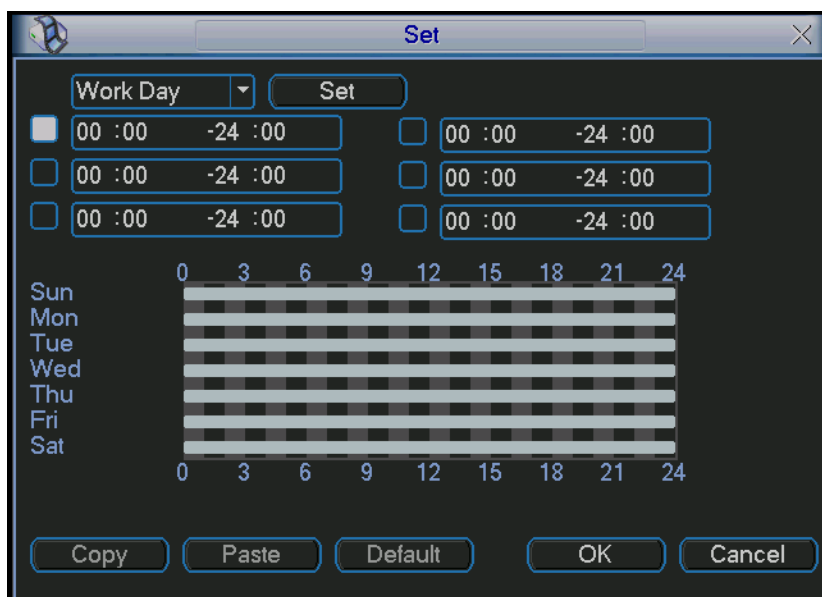 Set
Work Day Set
00 :00 -24 :00 00 :00 -24 :00
00 :00 -24 :00 00 :00 -24 :00
00 :00 -24 :00 00 :00 -24 :00
0 3 6 9 12 15 18 21 24
Sun
Mon
Tue
Wed
Thu
Fri
Sat
0 3 6 9 12 15 18 21 24
Copy Paste Default OK Cancel